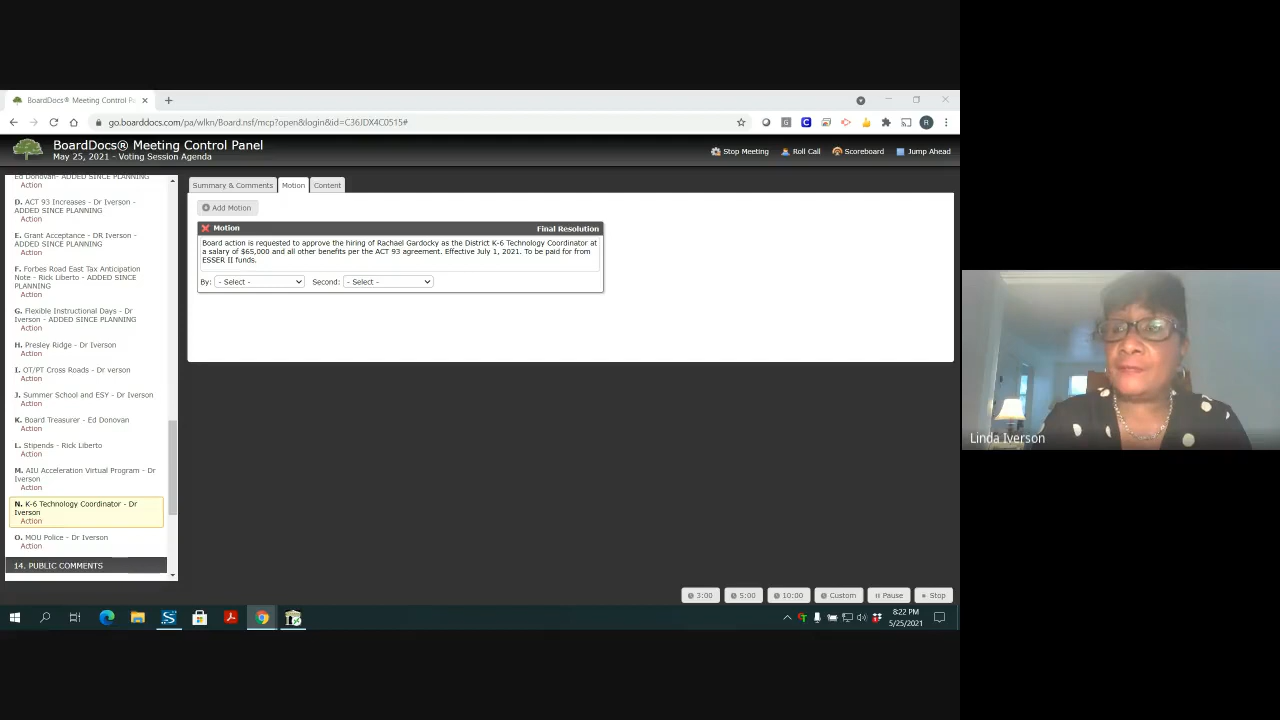 BoardDocs® Meeting Control Pa
go.boarddocs.com/pa/wlkn/Board.nsf/mcp?open&login&id=C36JDX4C0515#
BoardDocs® Meeting Control Panel
May 25, 2021 - Voting Session Agenda
Stop Meeting
Roll Call
Scoreboard
Jump Ahead
Ed Donovan- ADDED SINCE PLANNING
Action
D. ACT 93 Increases - Dr Iverson -
ADDED SINCE PLANNING
Action
E. Grant Acceptance - DR Iverson -
ADDED SINCE PLANNING
Action
F. Forbes Road East Tax Anticipation
Note - Rick Liberto - ADDED SINCE
PLANNING
Action
G. Flexible Instructional Days - Dr
Iverson - ADDED SINCE PLANNING
Action
H. Presley Ridge - Dr Iverson
Action
I. OT/PT Cross Roads - Dr verson
Action
J. Summer School and ESY - Dr Iverson
Action
K. Board Treasurer - Ed Donovan
Action
L. Stipends - Rick Liberto
Action
M. AIU Acceleration Virtual Program - Dr
Iverson
Action
N. K-6 Technology Coordinator - Dr
Iverson
Action
O. MOU Police - Dr Iverson
Action
14. PUBLIC COMMENTS
Summary & Comments
Motion
Content
Add Motion
Motion
Final Resolution
Board action is requested to approve the hiring of Rachael Gardocky as the District K-6 Technology Coordinator at
a salary of $65,000 and all other benefits per the ACT 93 agreement. Effective July 1, 2021. To be paid for from
ESSER II funds.
By: - Select -
Second: - Select -
Linda Iverson
3:00
5:00
10:00
Custom
Pause
Stop
8:22 PM
5/25/2021